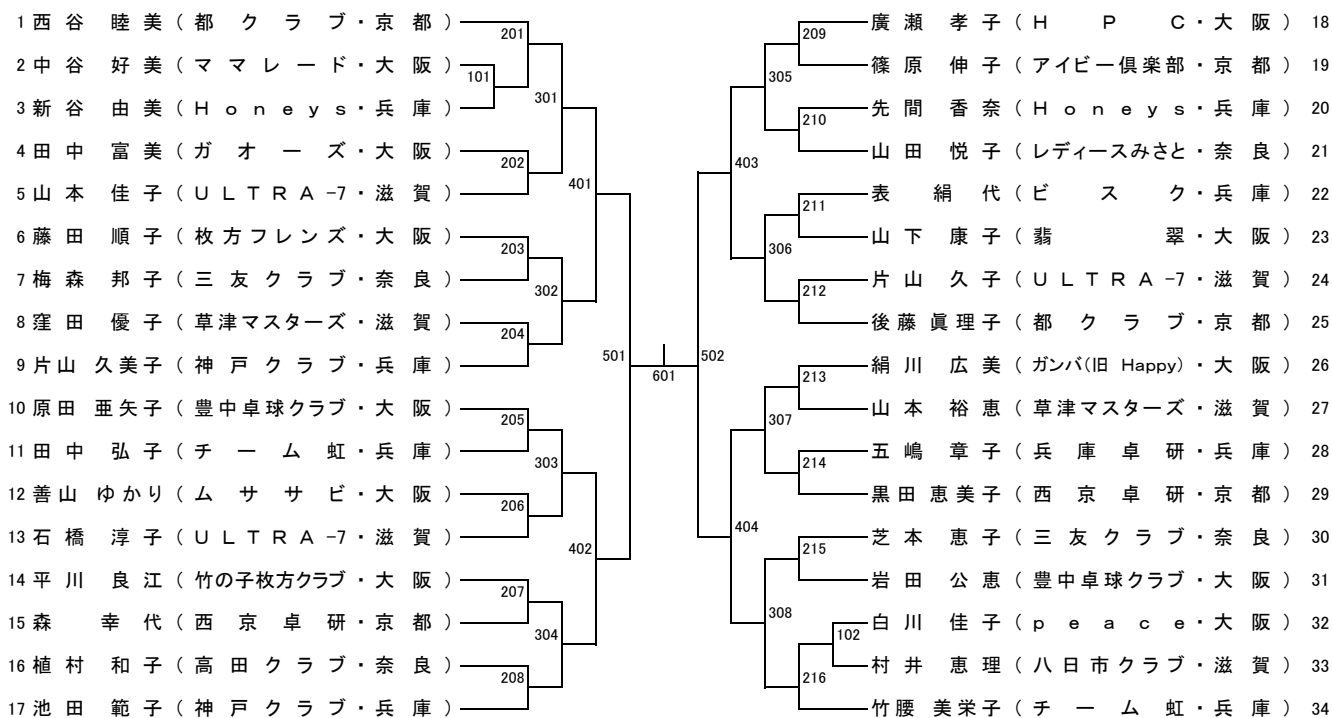 1 西谷 睦美 ( 都クラブ・京都 )
2 中谷 好美 ( ママレード・大阪 )
3 新谷 由美 ( Honeys・兵庫 )
4 田中 富美 ( ガオーズ・大阪 )
5 山本 佳子 ( ULTRA-7・滋賀 )
6 藤田 順子 ( 枚方フレンズ・大阪 )
7 梅森 邦子 ( 三友クラブ・奈良 )
8 窪田 優子 ( 草津マスターズ・滋賀 )
9 片山 久美子 ( 神戸クラブ・兵庫 )
10 原田 亜矢子 ( 豊中卓球クラブ・大阪 )
11 田中 弘子 ( チーム虹・兵庫 )
12 善山 ゆかり ( ムササビ・大阪 )
13 石橋 淳子 ( ULTRA-7・滋賀 )
14 平川 良江 ( 竹の子枚方クラブ・大阪 )
15 森 幸代 ( 西京卓研・京都 )
16 植村 和子 ( 高田クラブ・奈良 )
17 池田 範子 ( 神戸クラブ・兵庫 )
101
201
202
203
204
205
206
207
208
301
302
303
304
401
402
501
601
502
403
404
305
306
307
308
209
210
211
212
213
214
215
102
216
廣瀬 孝子 ( HPC・大阪 ) 18
篠原 伸子 ( アイビー倶楽部・京都 ) 19
先間 香奈 ( Honeys・兵庫 ) 20
山田 悦子 ( レディースみさと・奈良 ) 21
表 絹代 ( ビスク・兵庫 ) 22
山下 康子 ( 翡翠・大阪 ) 23
片山 久子 ( ULTRA-7・滋賀 ) 24
後藤 眞理子 ( 都クラブ・京都 ) 25
絹川 広美 ( ガンバ(旧 Happy)・大阪 ) 26
山本 裕恵 ( 草津マスターズ・滋賀 ) 27
五嶋 章子 ( 兵庫卓研・兵庫 ) 28
黒田 恵美子 ( 西京卓研・京都 ) 29
芝本 恵子 ( 三友クラブ・奈良 ) 30
岩田 公恵 ( 豊中卓球クラブ・大阪 ) 31
白川 佳子 ( peace・大阪 ) 32
村井 恵理 ( 八日市クラブ・滋賀 ) 33
竹腰 美栄子 ( チーム虹・兵庫 ) 34